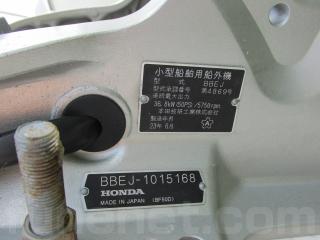 小型船舶用船外機
型式 BBEJ
型式承認番号 第4869号
連続最大出力
36.8kW(50PS)/5750rpm
本田技研工業株式会社
製造年月
23年 6月
BBEJ-1015168
HONDA
MADE IN JAPAN (BF50D)